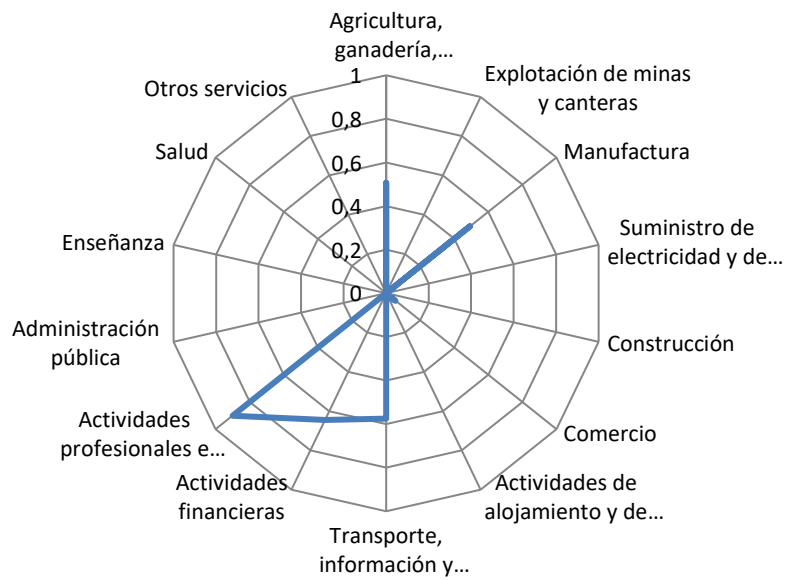 Agricultura,
ganadería,...
Explotación de minas
y canteras
Manufactura
Suministro de
electricidad y de...
Construcción
Comercio
Actividades de
alojamiento y de...
Transporte,
información y...
Actividades
financieras
Actividades
profesionales e...
Administración
pública
Enseñanza
Salud
Otros servicios
1
0,8
0,6
0,4
0,2
0